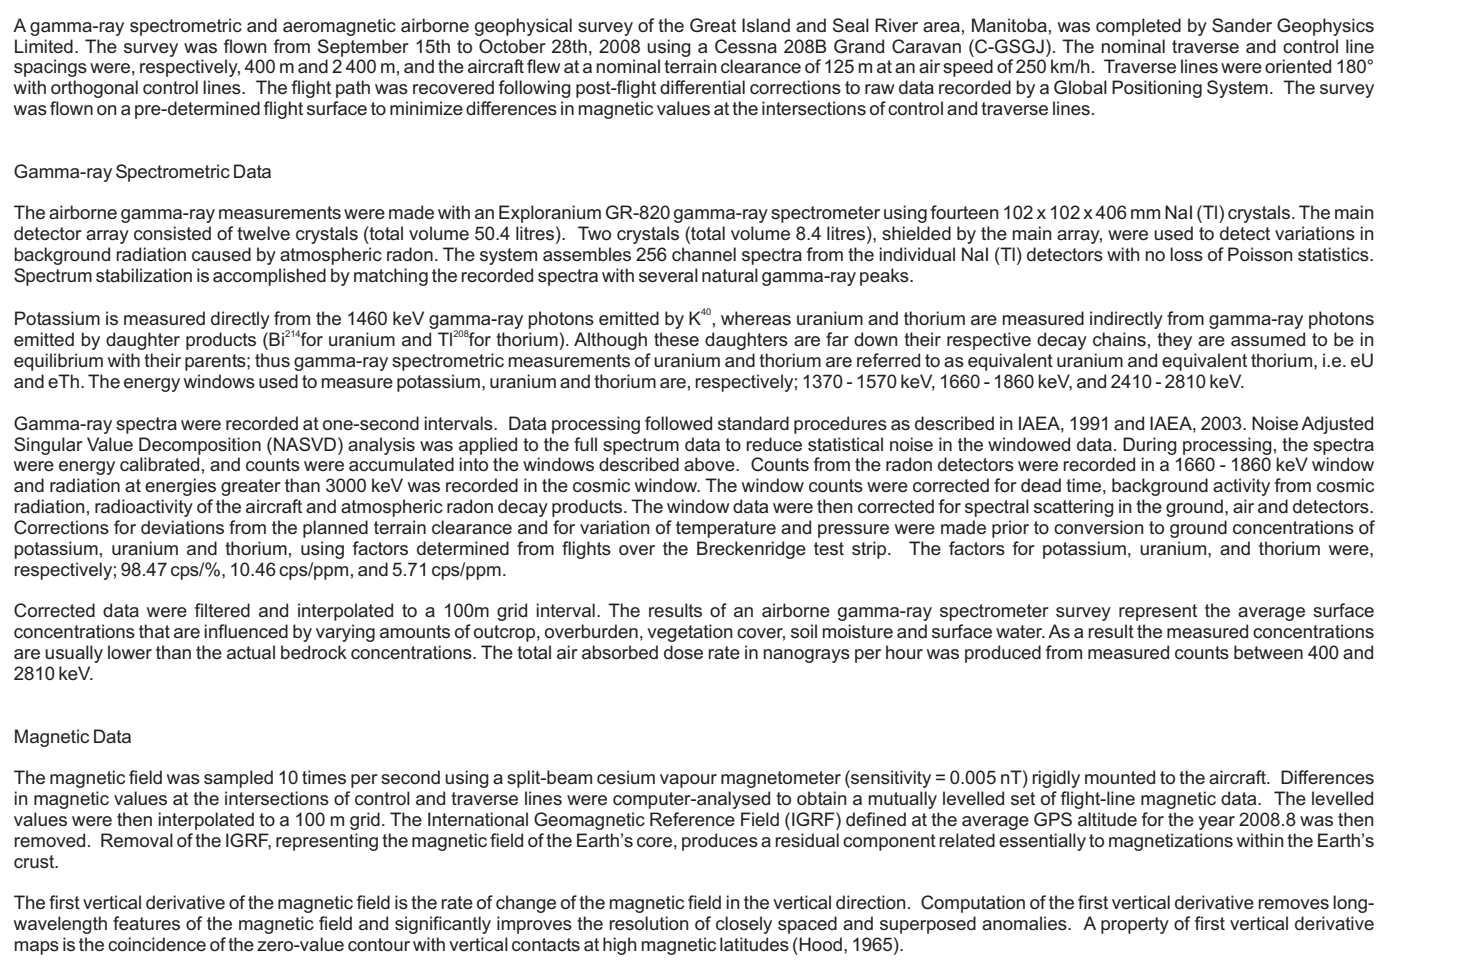 A gamma-ray spectrometric and aeromagnetic airborne geophysical survey of the Great Island and Seal River area, Manitoba, was completed by Sander Geophysics
Limited. The survey was flown from September 15th to October 28th, 2008 using a Cessna 208B Grand Caravan (C-GSGJ). The nominal traverse and control line
spacings were, respectively, 400 m and 2 400 m, and the aircraft flew at a nominal terrain clearance of 125 m at an air speed of 250 km/h. Traverse lines were oriented 180°
with orthogonal control lines. The flight path was recovered following post-flight differential corrections to raw data recorded by a Global Positioning System. The survey
was flown on a pre-determined flight surface to minimize differences in magnetic values at the intersections of control and traverse lines.
Gamma-ray Spectrometric Data
The airborne gamma-ray measurements were made with an Exploranium GR-820 gamma-ray spectrometer using fourteen 102 x 102 x 406 mm NaI (Tl) crystals. The main
detector array consisted of twelve crystals (total volume 50.4 litres). Two crystals (total volume 8.4 litres), shielded by the main array, were used to detect variations in
background radiation caused by atmospheric radon. The system assembles 256 channel spectra from the individual NaI (Tl) detectors with no loss of Poisson statistics.
Spectrum stabilization is accomplished by matching the recorded spectra with several natural gamma-ray peaks.
Potassium is measured directly from the 1460 keV gamma-ray photons emitted by K⁴⁰, whereas uranium and thorium are measured indirectly from gamma-ray photons
emitted by daughter products (Bi²¹⁴for uranium and Tl²⁰⁸for thorium). Although these daughters are far down their respective decay chains, they are assumed to be in
equilibrium with their parents; thus gamma-ray spectrometric measurements of uranium and thorium are referred to as equivalent uranium and equivalent thorium, i.e. eU
and eTh. The energy windows used to measure potassium, uranium and thorium are, respectively; 1370 - 1570 keV, 1660 - 1860 keV, and 2410 - 2810 keV.
Gamma-ray spectra were recorded at one-second intervals. Data processing followed standard procedures as described in IAEA, 1991 and IAEA, 2003. Noise Adjusted
Singular Value Decomposition (NASVD) analysis was applied to the full spectrum data to reduce statistical noise in the windowed data. During processing, the spectra
were energy calibrated, and counts were accumulated into the windows described above. Counts from the radon detectors were recorded in a 1660 - 1860 keV window
and radiation at energies greater than 3000 keV was recorded in the cosmic window. The window counts were corrected for dead time, background activity from cosmic
radiation, radioactivity of the aircraft and atmospheric radon decay products. The window data were then corrected for spectral scattering in the ground, air and detectors.
Corrections for deviations from the planned terrain clearance and for variation of temperature and pressure were made prior to conversion to ground concentrations of
potassium, uranium and thorium, using factors determined from flights over the Breckenridge test strip. The factors for potassium, uranium, and thorium were,
respectively; 98.47 cps/%, 10.46 cps/ppm, and 5.71 cps/ppm.
Corrected data were filtered and interpolated to a 100m grid interval. The results of an airborne gamma-ray spectrometer survey represent the average surface
concentrations that are influenced by varying amounts of outcrop, overburden, vegetation cover, soil moisture and surface water. As a result the measured concentrations
are usually lower than the actual bedrock concentrations. The total air absorbed dose rate in nanograys per hour was produced from measured counts between 400 and
2810 keV.
Magnetic Data
The magnetic field was sampled 10 times per second using a split-beam cesium vapour magnetometer (sensitivity = 0.005 nT) rigidly mounted to the aircraft. Differences
in magnetic values at the intersections of control and traverse lines were computer-analysed to obtain a mutually levelled set of flight-line magnetic data. The levelled
values were then interpolated to a 100 m grid. The International Geomagnetic Reference Field (IGRF) defined at the average GPS altitude for the year 2008.8 was then
removed. Removal of the IGRF, representing the magnetic field of the Earth's core, produces a residual component related essentially to magnetizations within the Earth's
crust.
The first vertical derivative of the magnetic field is the rate of change of the magnetic field in the vertical direction. Computation of the first vertical derivative removes long-
wavelength features of the magnetic field and significantly improves the resolution of closely spaced and superposed anomalies. A property of first vertical derivative
maps is the coincidence of the zero-value contour with vertical contacts at high magnetic latitudes (Hood, 1965).